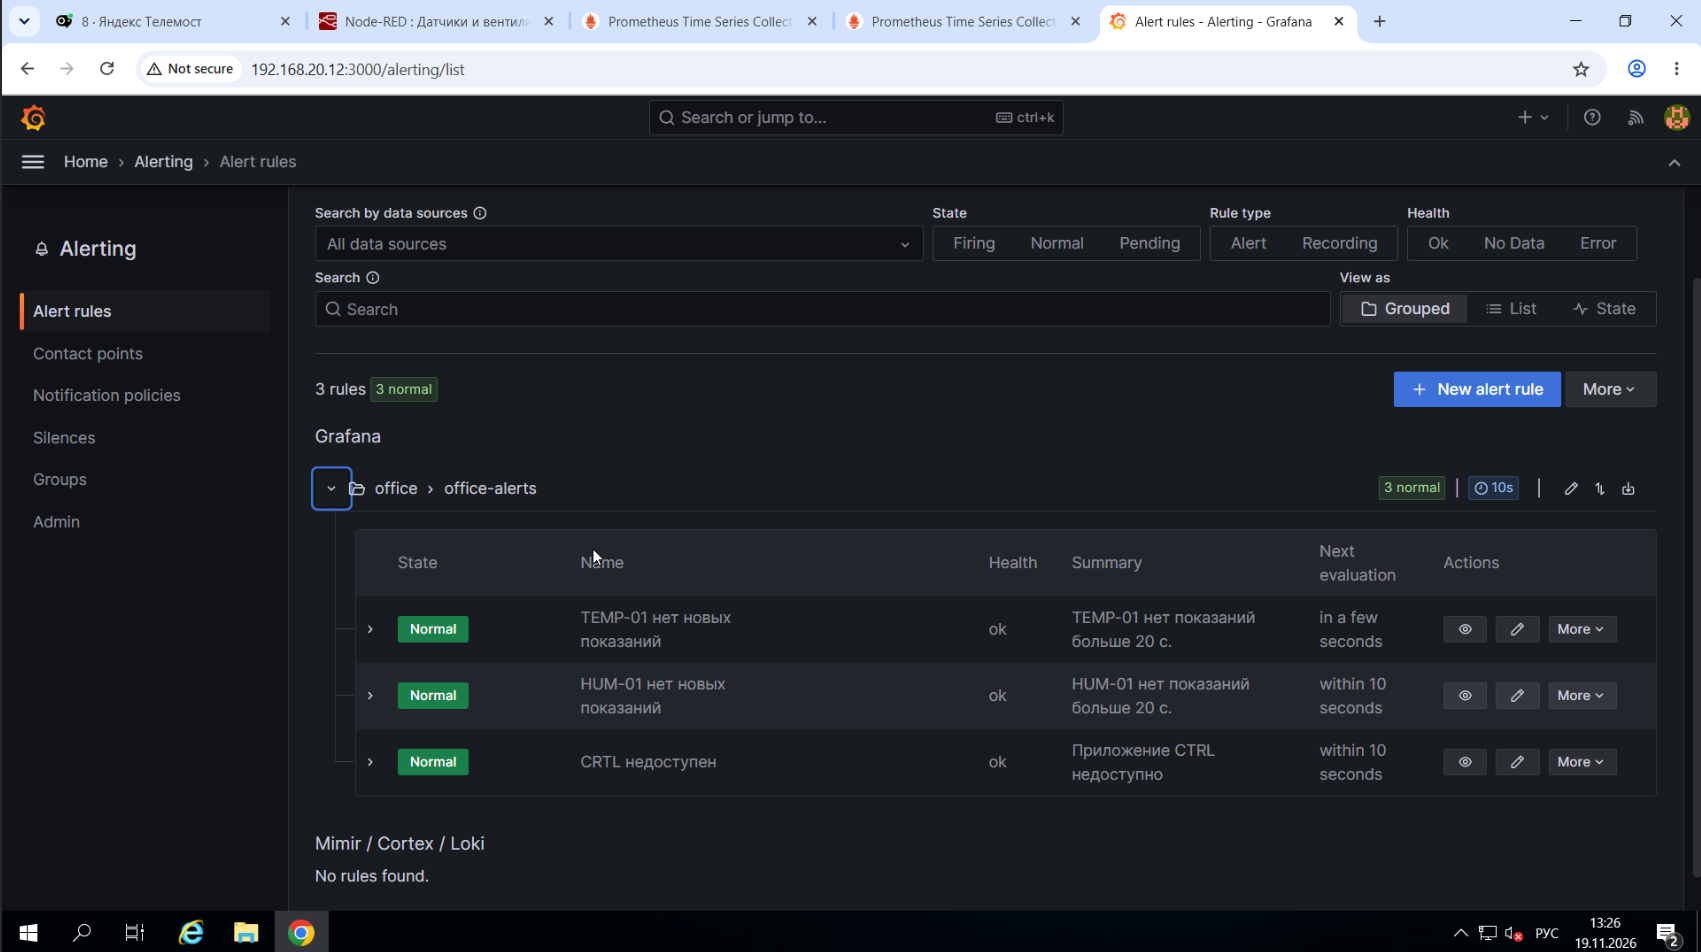 8 · Яндекс Телемост
Node-RED : Датчики и вентиля
Prometheus Time Series Collect
Prometheus Time Series Collect
Alert rules - Alerting - Grafana
Not secure
192.168.20.12:3000/alerting/list
Search or jump to...
ctrl+k
Home › Alerting › Alert rules
Alerting
Alert rules
Contact points
Notification policies
Silences
Groups
Admin
Search by data sources
All data sources
State
Firing Normal Pending
Rule type
Alert Recording
Health
Ok No Data Error
Search
Search
View as
Grouped List State
3 rules 3 normal
+ New alert rule
More
Grafana
office › office-alerts
3 normal | 10s |
State Name Health Summary Next evaluation Actions
Normal
TEMP-01 нет новых
показаний
ok
TEMP-01 нет показаний
больше 20 с.
in a few
seconds
More
Normal
HUM-01 нет новых
показаний
ok
HUM-01 нет показаний
больше 20 с.
within 10
seconds
More
Normal
CRTL недоступен
ok
Приложение CTRL
недоступно
within 10
seconds
More
Mimir / Cortex / Loki
No rules found.
РУС
13:26
19.11.2026
2